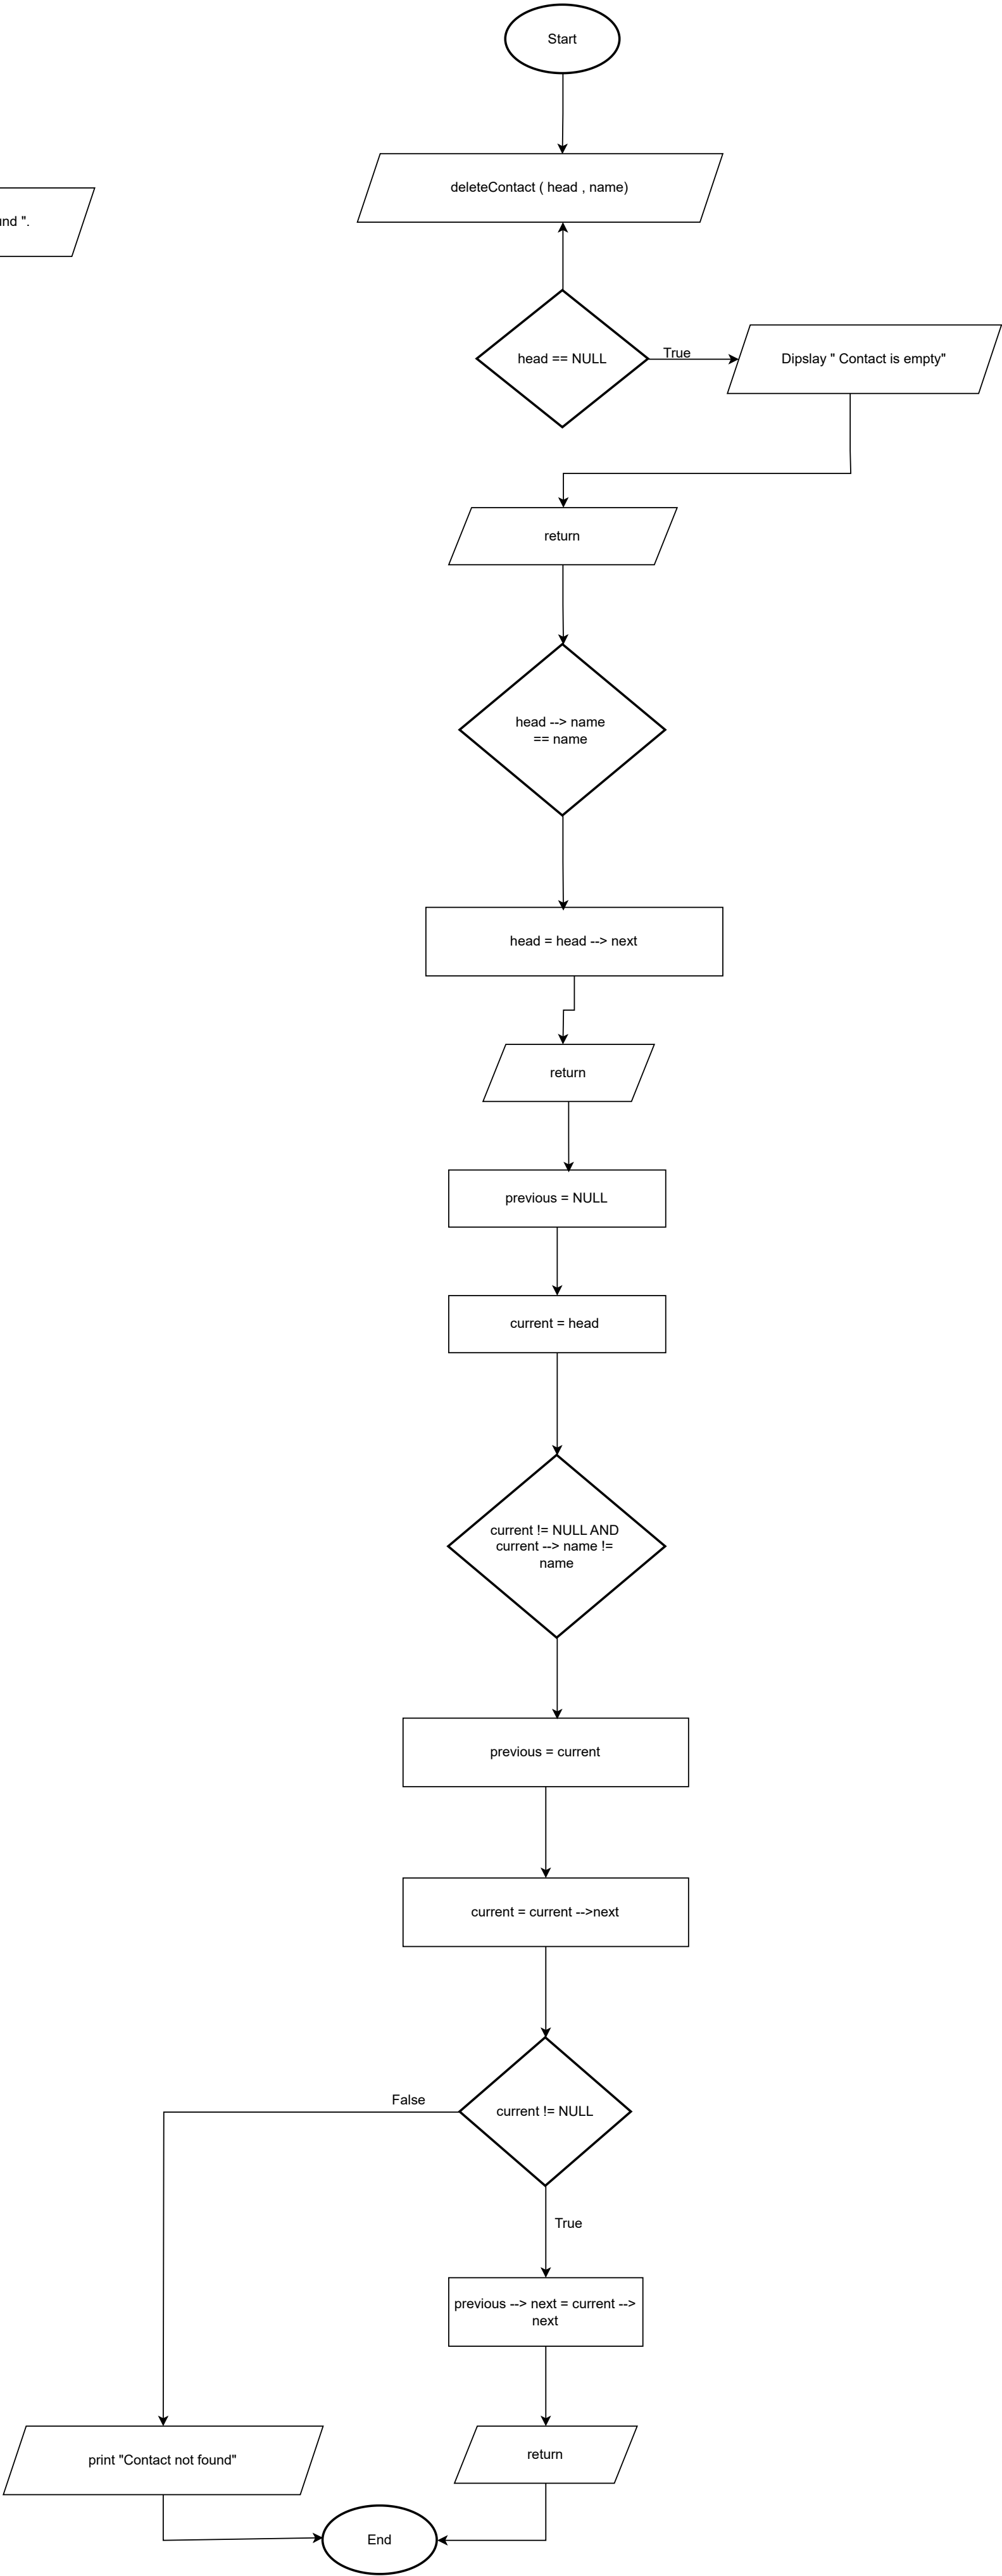 Start
deleteContact ( head , name)
und ".
head == NULL
True
Dipslay " Contact is empty"
return
head --> name
== name
head = head --> next
return
previous = NULL
current = head
current != NULL AND
current --> name !=
name
previous = current
current = current -->next
False
current != NULL
True
previous --> next = current -->
next
return
print "Contact not found"
End